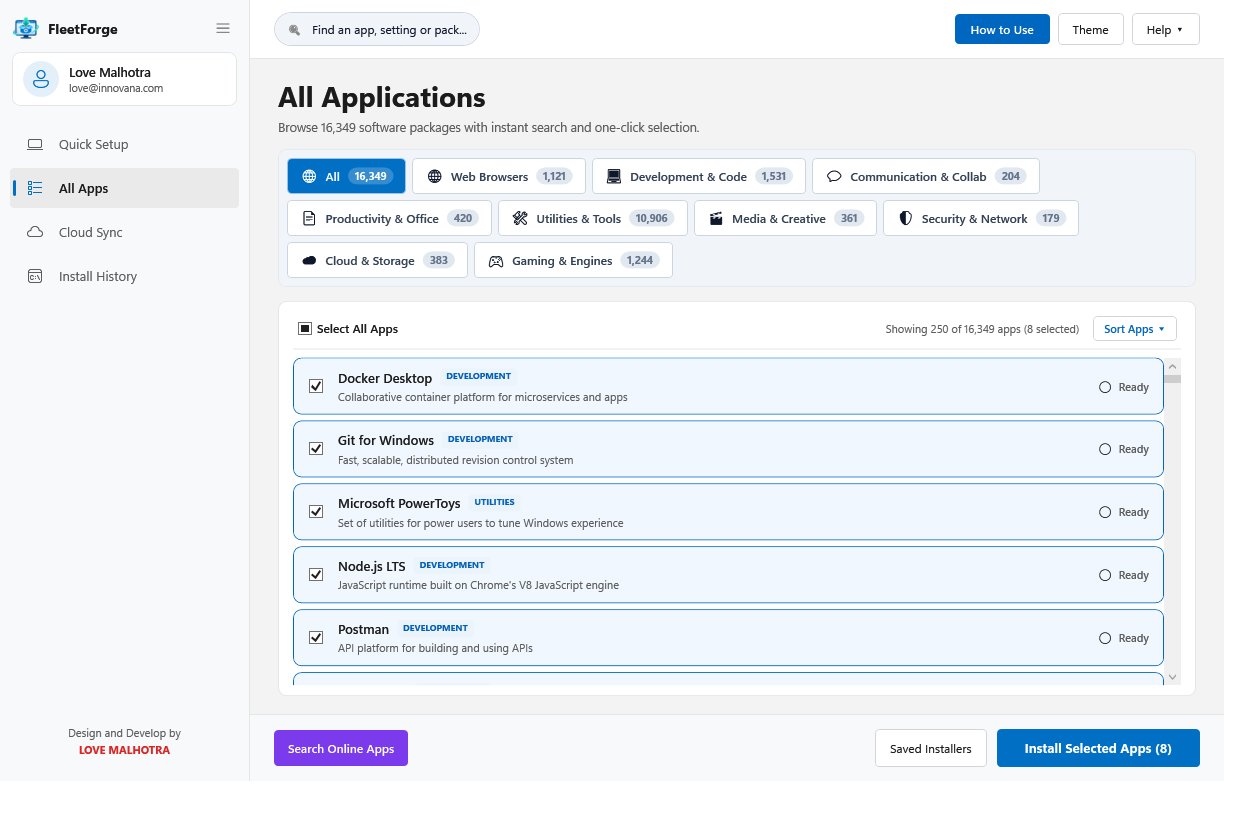 FleetForge
Love Malhotra
love@innovana.com
Quick Setup
All Apps
Cloud Sync
Install History
Design and Develop by
LOVE MALHOTRA
Find an app, setting or pack...
How to Use
Theme
Help
All Applications
Browse 16,349 software packages with instant search and one-click selection.
All 16,349
Web Browsers 1,121
Development & Code 1,531
Communication & Collab 204
Productivity & Office 420
Utilities & Tools 10,906
Media & Creative 361
Security & Network 179
Cloud & Storage 383
Gaming & Engines 1,244
Select All Apps
Showing 250 of 16,349 apps (8 selected)
Sort Apps
Docker Desktop DEVELOPMENT
Collaborative container platform for microservices and apps
Ready
Git for Windows DEVELOPMENT
Fast, scalable, distributed revision control system
Ready
Microsoft PowerToys UTILITIES
Set of utilities for power users to tune Windows experience
Ready
Node.js LTS DEVELOPMENT
JavaScript runtime built on Chrome's V8 JavaScript engine
Ready
Postman DEVELOPMENT
API platform for building and using APIs
Ready
Search Online Apps
Saved Installers
Install Selected Apps (8)